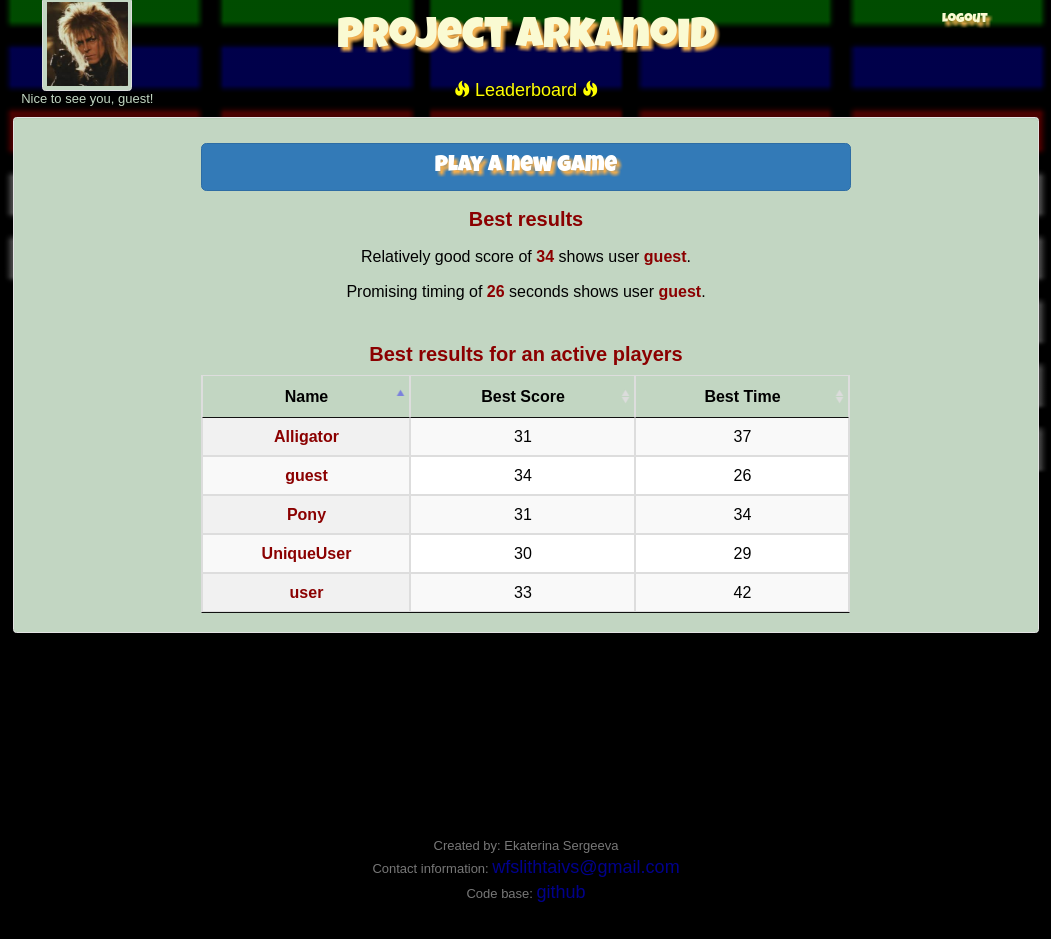 PROJECT ARKANOID
LOGOUT
Leaderboard
Nice to see you, guest!
PLAY A NEW GAME
Best results
Relatively good score of 34 shows user guest.
Promising timing of 26 seconds shows user guest.
Best results for an active players
Name Best Score Best Time
Alligator 31 37
guest 34 26
Pony 31 34
UniqueUser 30 29
user 33 42
Created by: Ekaterina Sergeeva
Contact information: wfslithtaivs@gmail.com
Code base: github